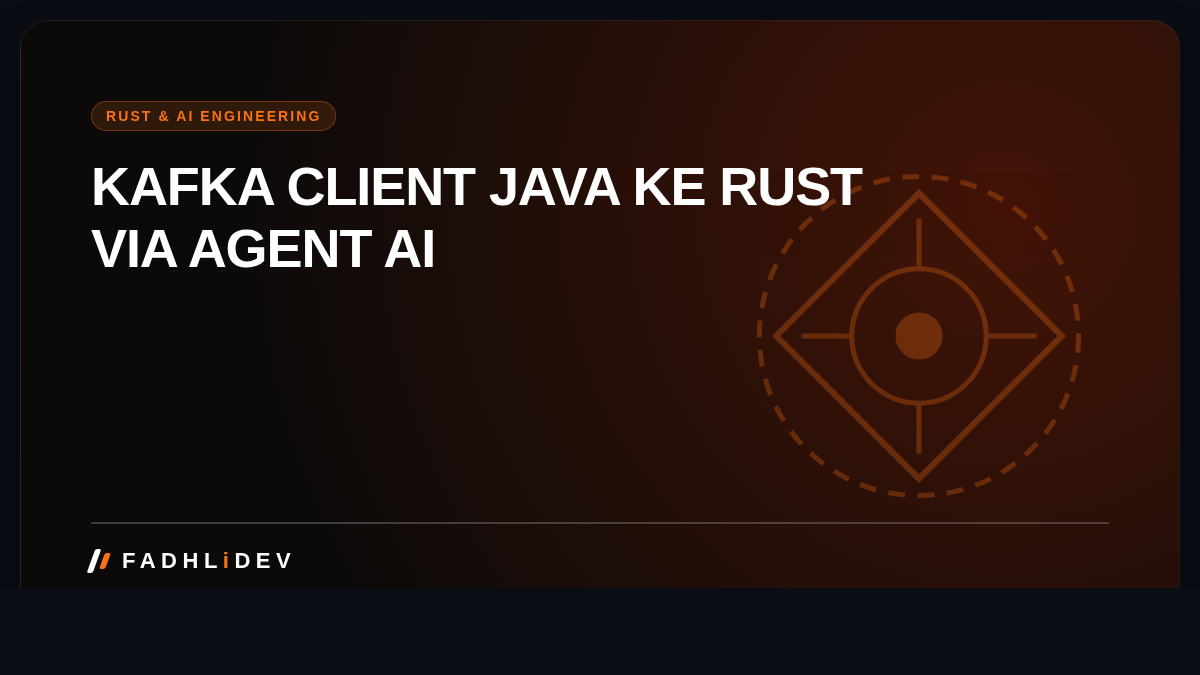 RUST & AI ENGINEERING
KAFKA CLIENT JAVA KE RUST
VIA AGENT AI
FADHLiDEV